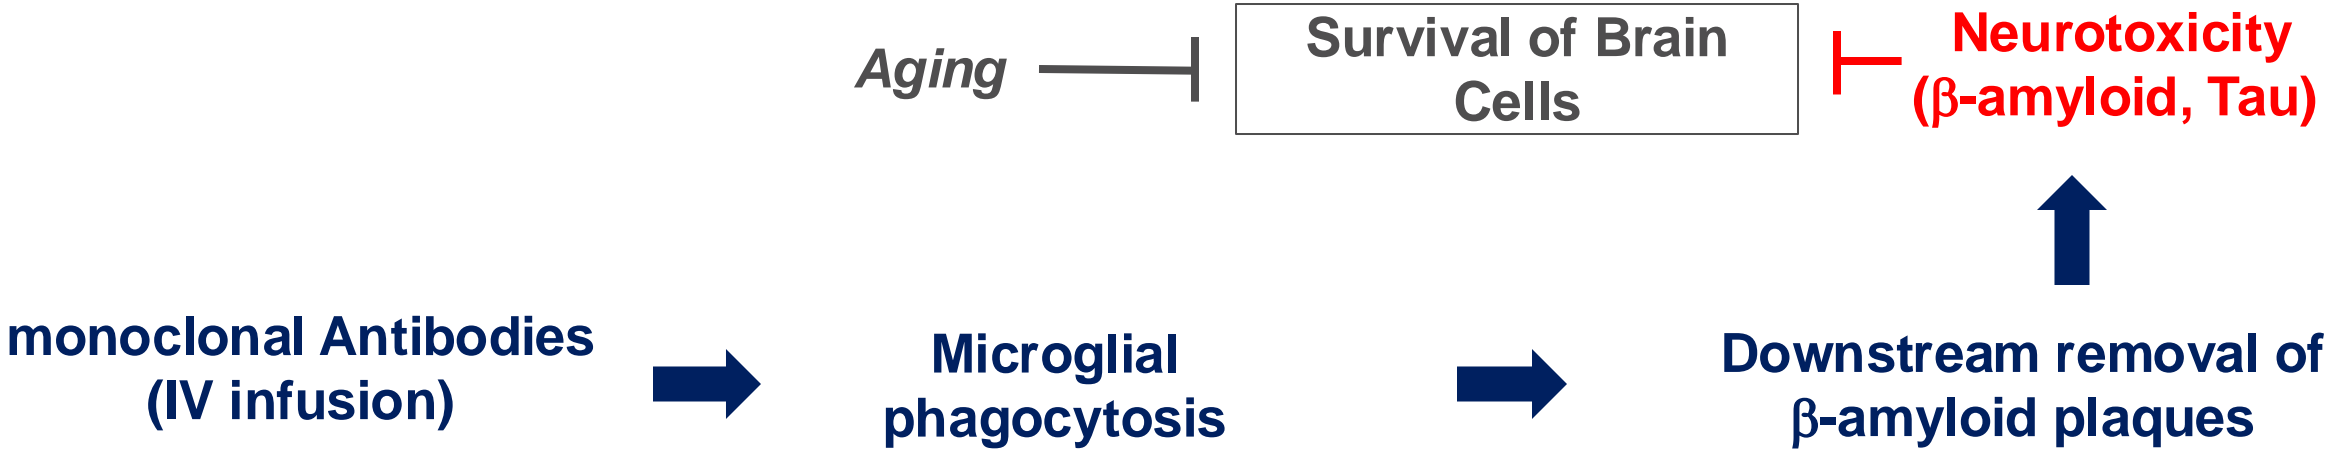 Aging
Survival of Brain
Cells
Neurotoxicity
(β-amyloid, Tau)
monoclonal Antibodies
(IV infusion)
Microglial
phagocytosis
Downstream removal of
β-amyloid plaques